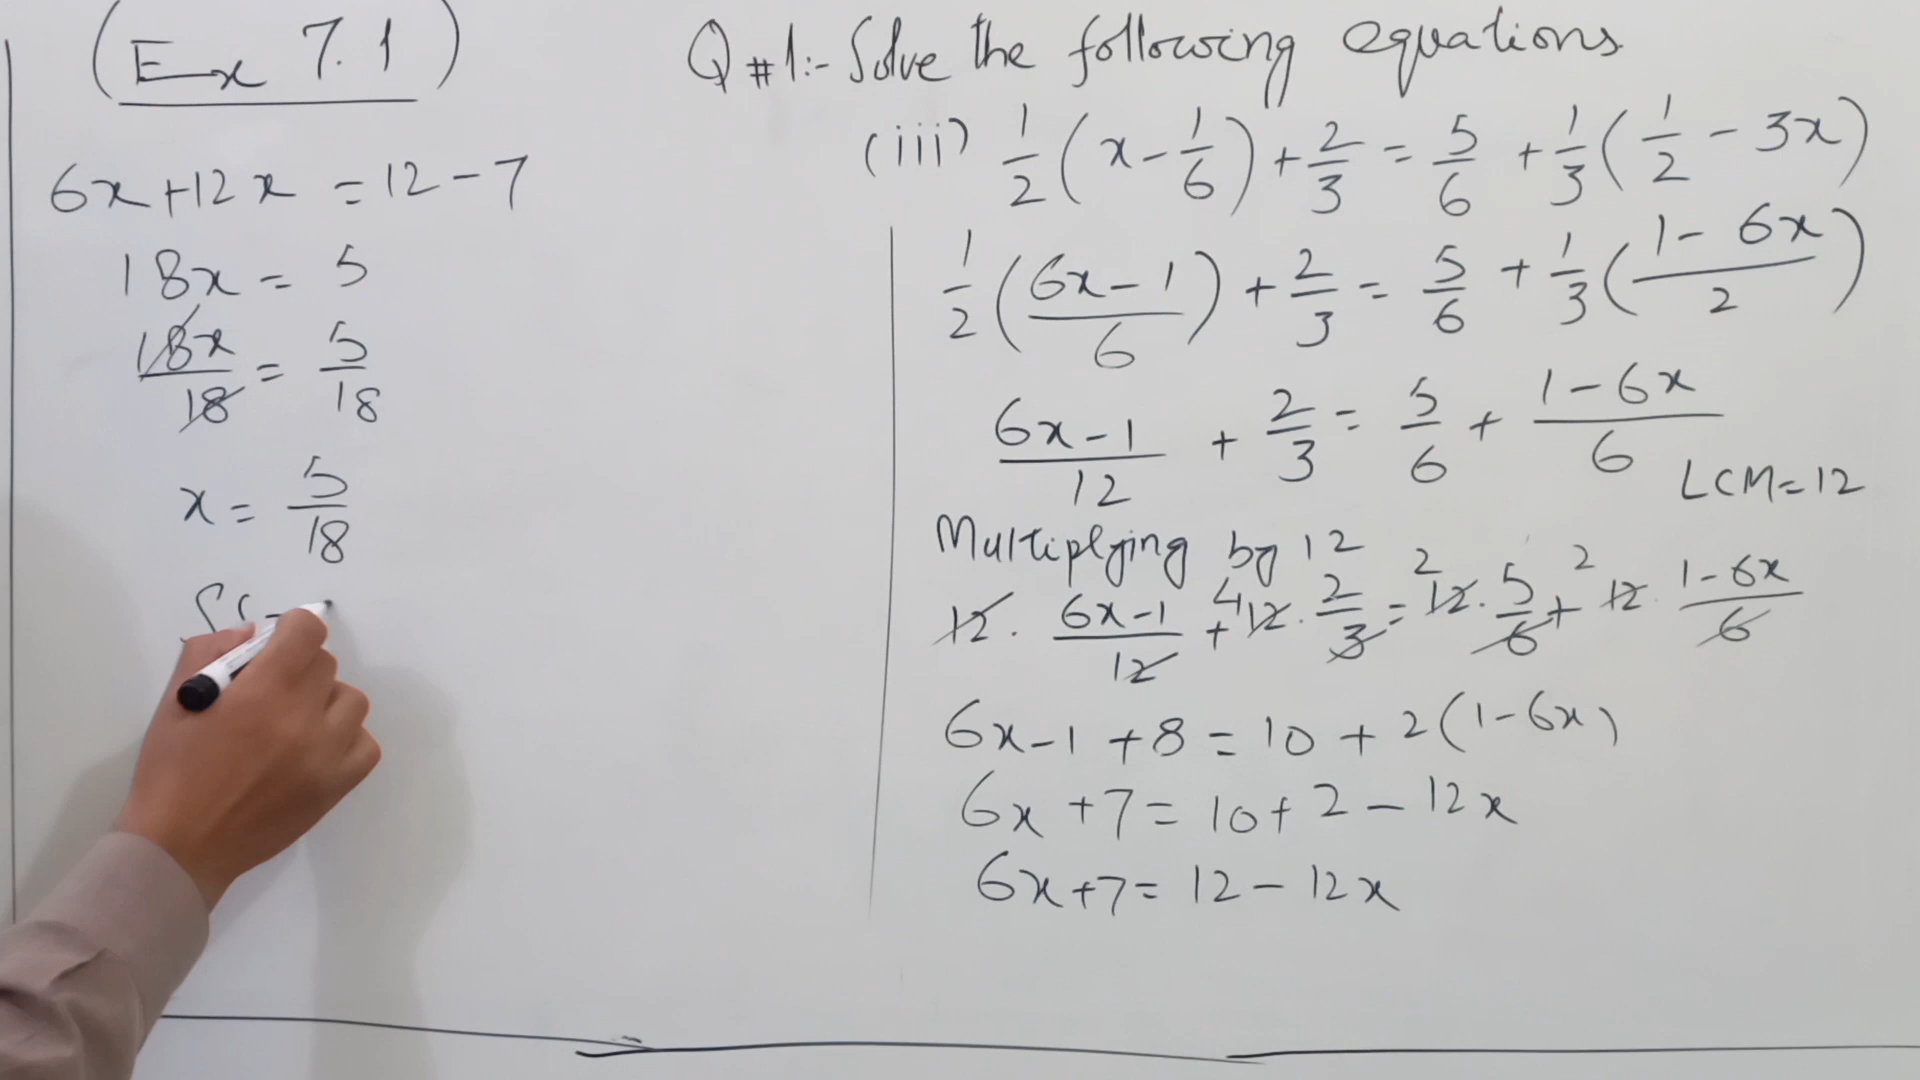 (Ex 7.1)
Q#1:- Solve the following equations
(iii) 1/2 (x - 1/6) + 2/3 = 5/6 + 1/3 (1/2 - 3x)
1/2 ((6x-1)/6) + 2/3 = 5/6 + 1/3 ((1-6x)/2)
(6x-1)/12 + 2/3 = 5/6 + (1-6x)/6
LCM=12
Multiplying by 12
12 . (6x-1)/12 + 4 12 . 2/3 = 2 12 . 5/6 + 2 12 . (1-6x)/6
6x-1+8 = 10 + 2(1-6x)
6x+7 = 10+2-12x
6x+7 = 12-12x
6x+12x = 12-7
18x = 5
18x/18 = 5/18
x = 5/18